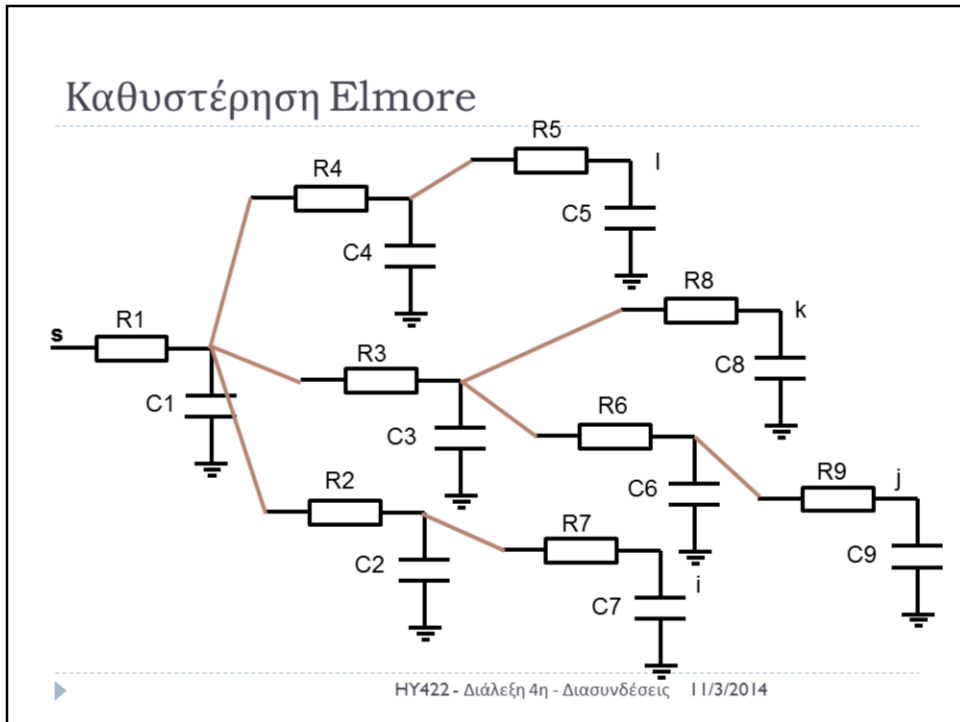 Καθυστέρηση Elmore
R5
l
R4
C5
C4
R8
k
s
R1
R3
C8
C1
R6
C3
R2
C6
R9
j
R7
C2
C9
i
C7
HY422 - Διάλεξη 4η - Διασυνδέσεις 11/3/2014